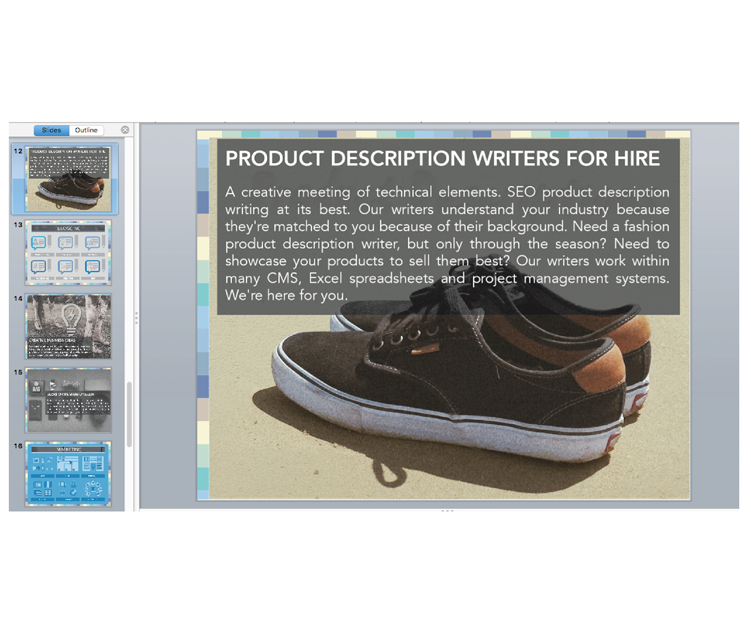 Slides Outline
12
13
14
15
16
MARKETING
PRODUCT DESCRIPTION WRITERS FOR HIRE
A creative meeting of technical elements. SEO product description
writing at its best. Our writers understand your industry because
they're matched to you because of their background. Need a fashion
product description writer, but only through the season? Need to
showcase your products to sell them best? Our writers work within
many CMS, Excel spreadsheets and project management systems.
We're here for you.